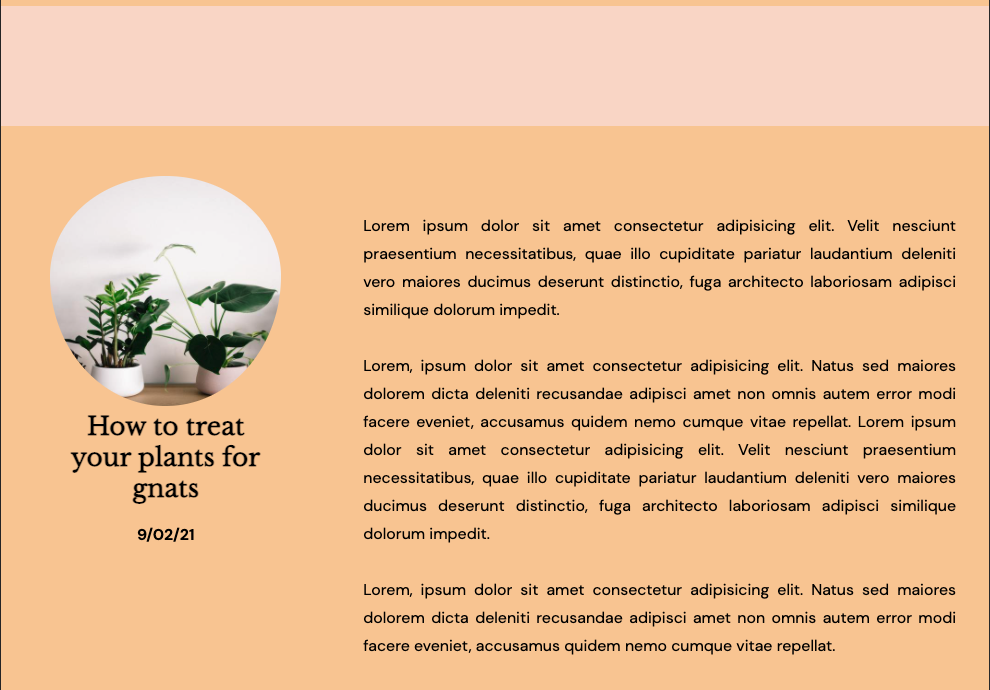 How to treat
your plants for
gnats
9/02/21
Lorem ipsum dolor sit amet consectetur adipisicing elit. Velit nesciunt
praesentium necessitatibus, quae illo cupiditate pariatur laudantium deleniti
vero maiores ducimus deserunt distinctio, fuga architecto laboriosam adipisci
similique dolorum impedit.
Lorem, ipsum dolor sit amet consectetur adipisicing elit. Natus sed maiores
dolorem dicta deleniti recusandae adipisci amet non omnis autem error modi
facere eveniet, accusamus quidem nemo cumque vitae repellat. Lorem ipsum
dolor sit amet consectetur adipisicing elit. Velit nesciunt praesentium
necessitatibus, quae illo cupiditate pariatur laudantium deleniti vero maiores
ducimus deserunt distinctio, fuga architecto laboriosam adipisci similique
dolorum impedit.
Lorem, ipsum dolor sit amet consectetur adipisicing elit. Natus sed maiores
dolorem dicta deleniti recusandae adipisci amet non omnis autem error modi
facere eveniet, accusamus quidem nemo cumque vitae repellat.